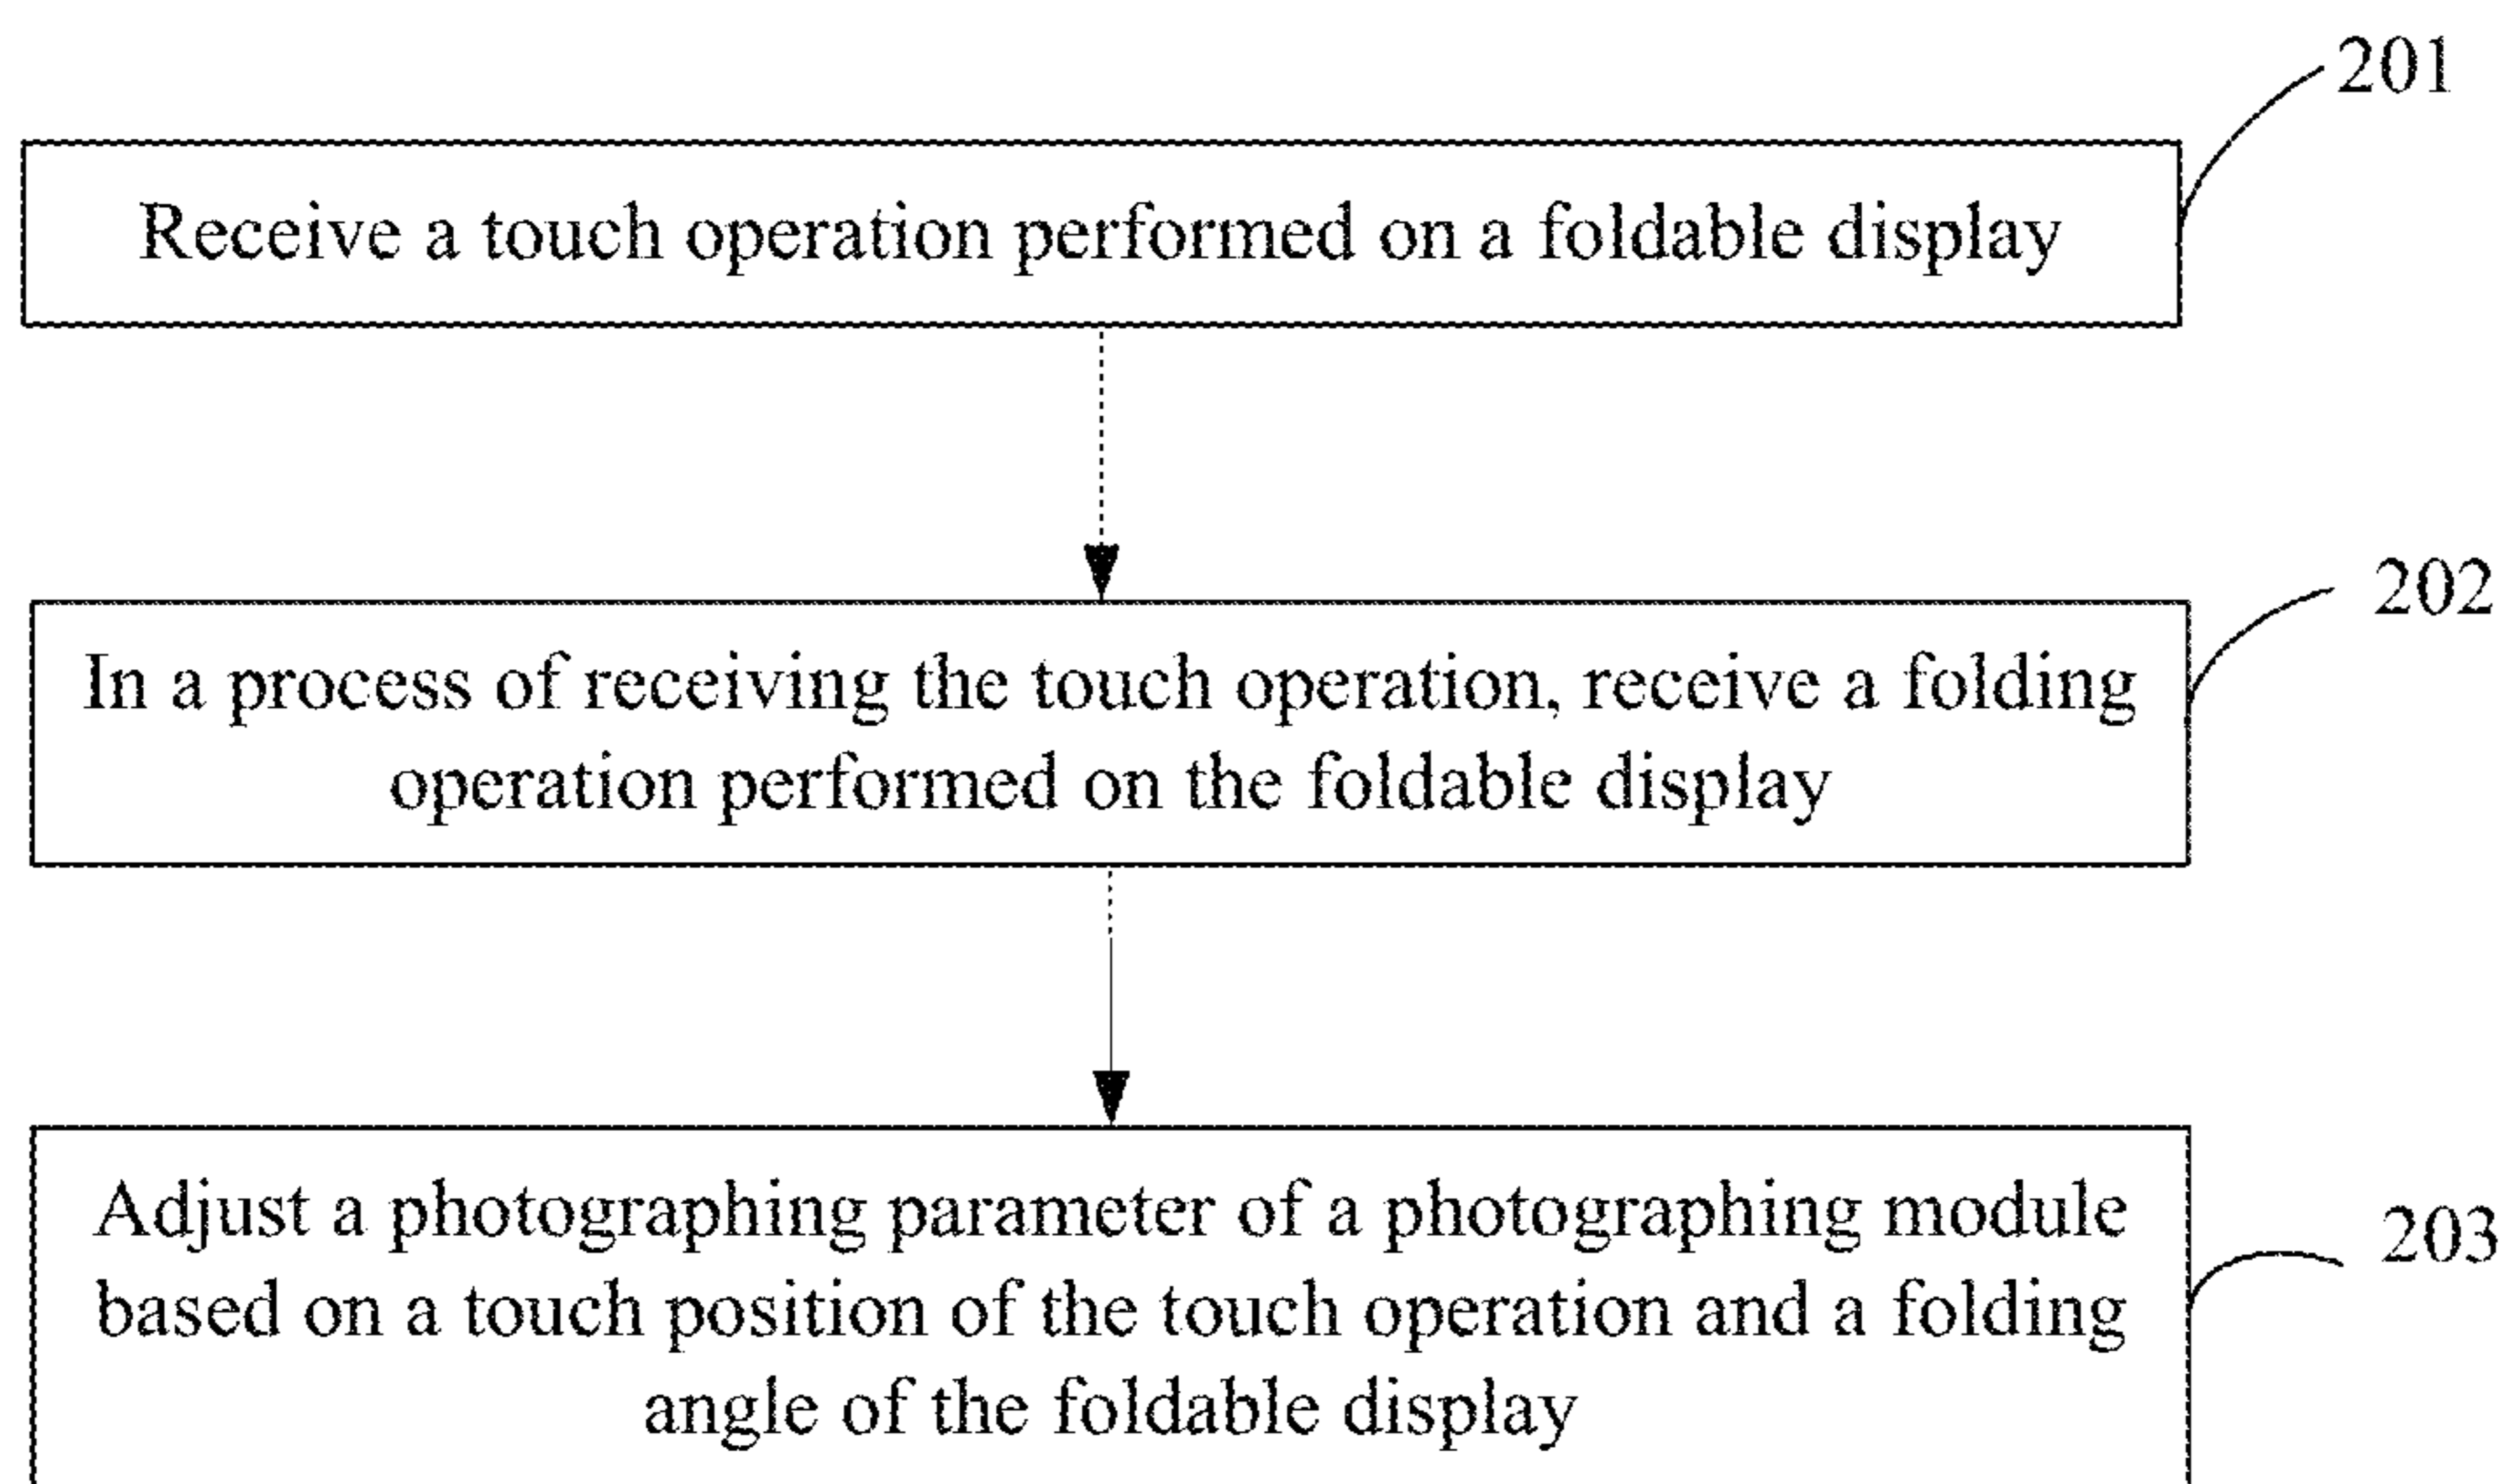 201
Receive a touch operation performed on a foldable display
202
In a process of receiving the touch operation, receive a folding
operation performed on the foldable display
203
Adjust a photographing parameter of a photographing module
based on a touch position of the touch operation and a folding
angle of the foldable display